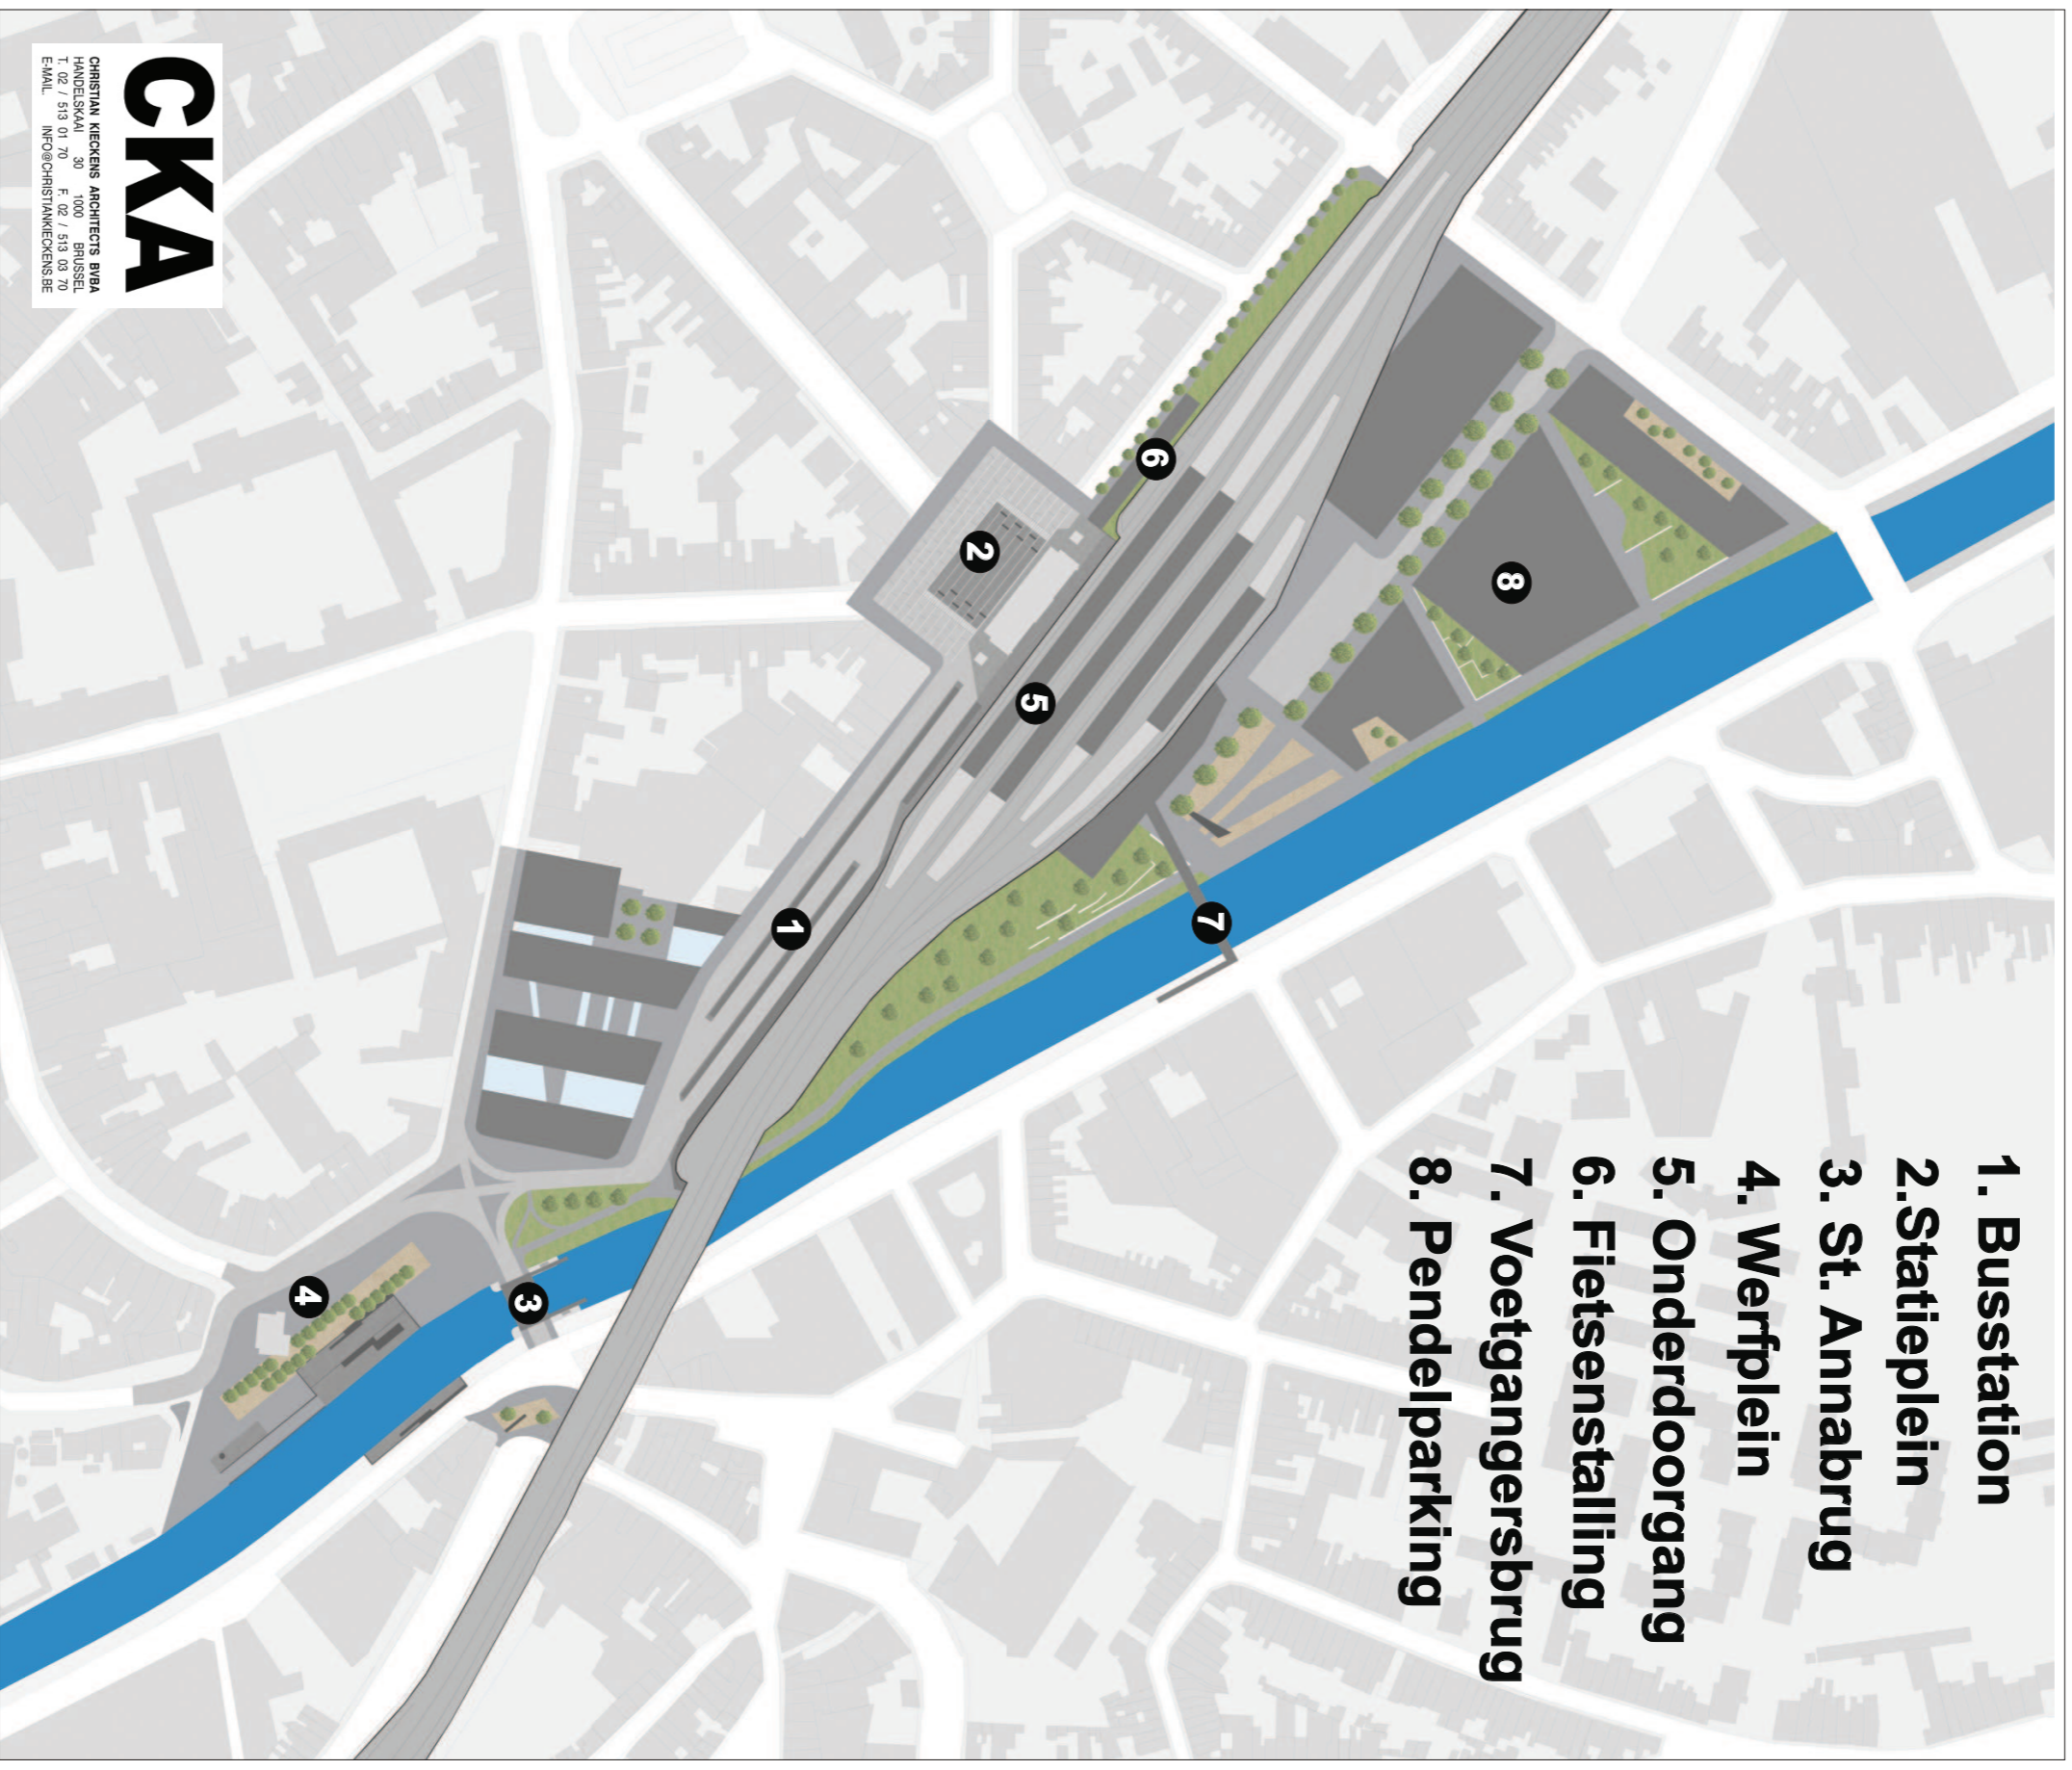 1. Busstation
2.Statieplein
3. St. Annabrug
4. Werfplein
5. Onderdoorgang
6. Fietsenstalling
7. Voetgangersbrug
8. Pendelparking
6
2
8
5
7
1
4
3
CKA
CHRISTIAN KIECKENS ARCHITECTS BVBA
HANDELSKAAI 30 1000 BRUSSEL
T. 02 / 513 01 70 F. 02 / 513 03 70
E-MAIL. INFO@CHRISTIANKIECKENS.BE